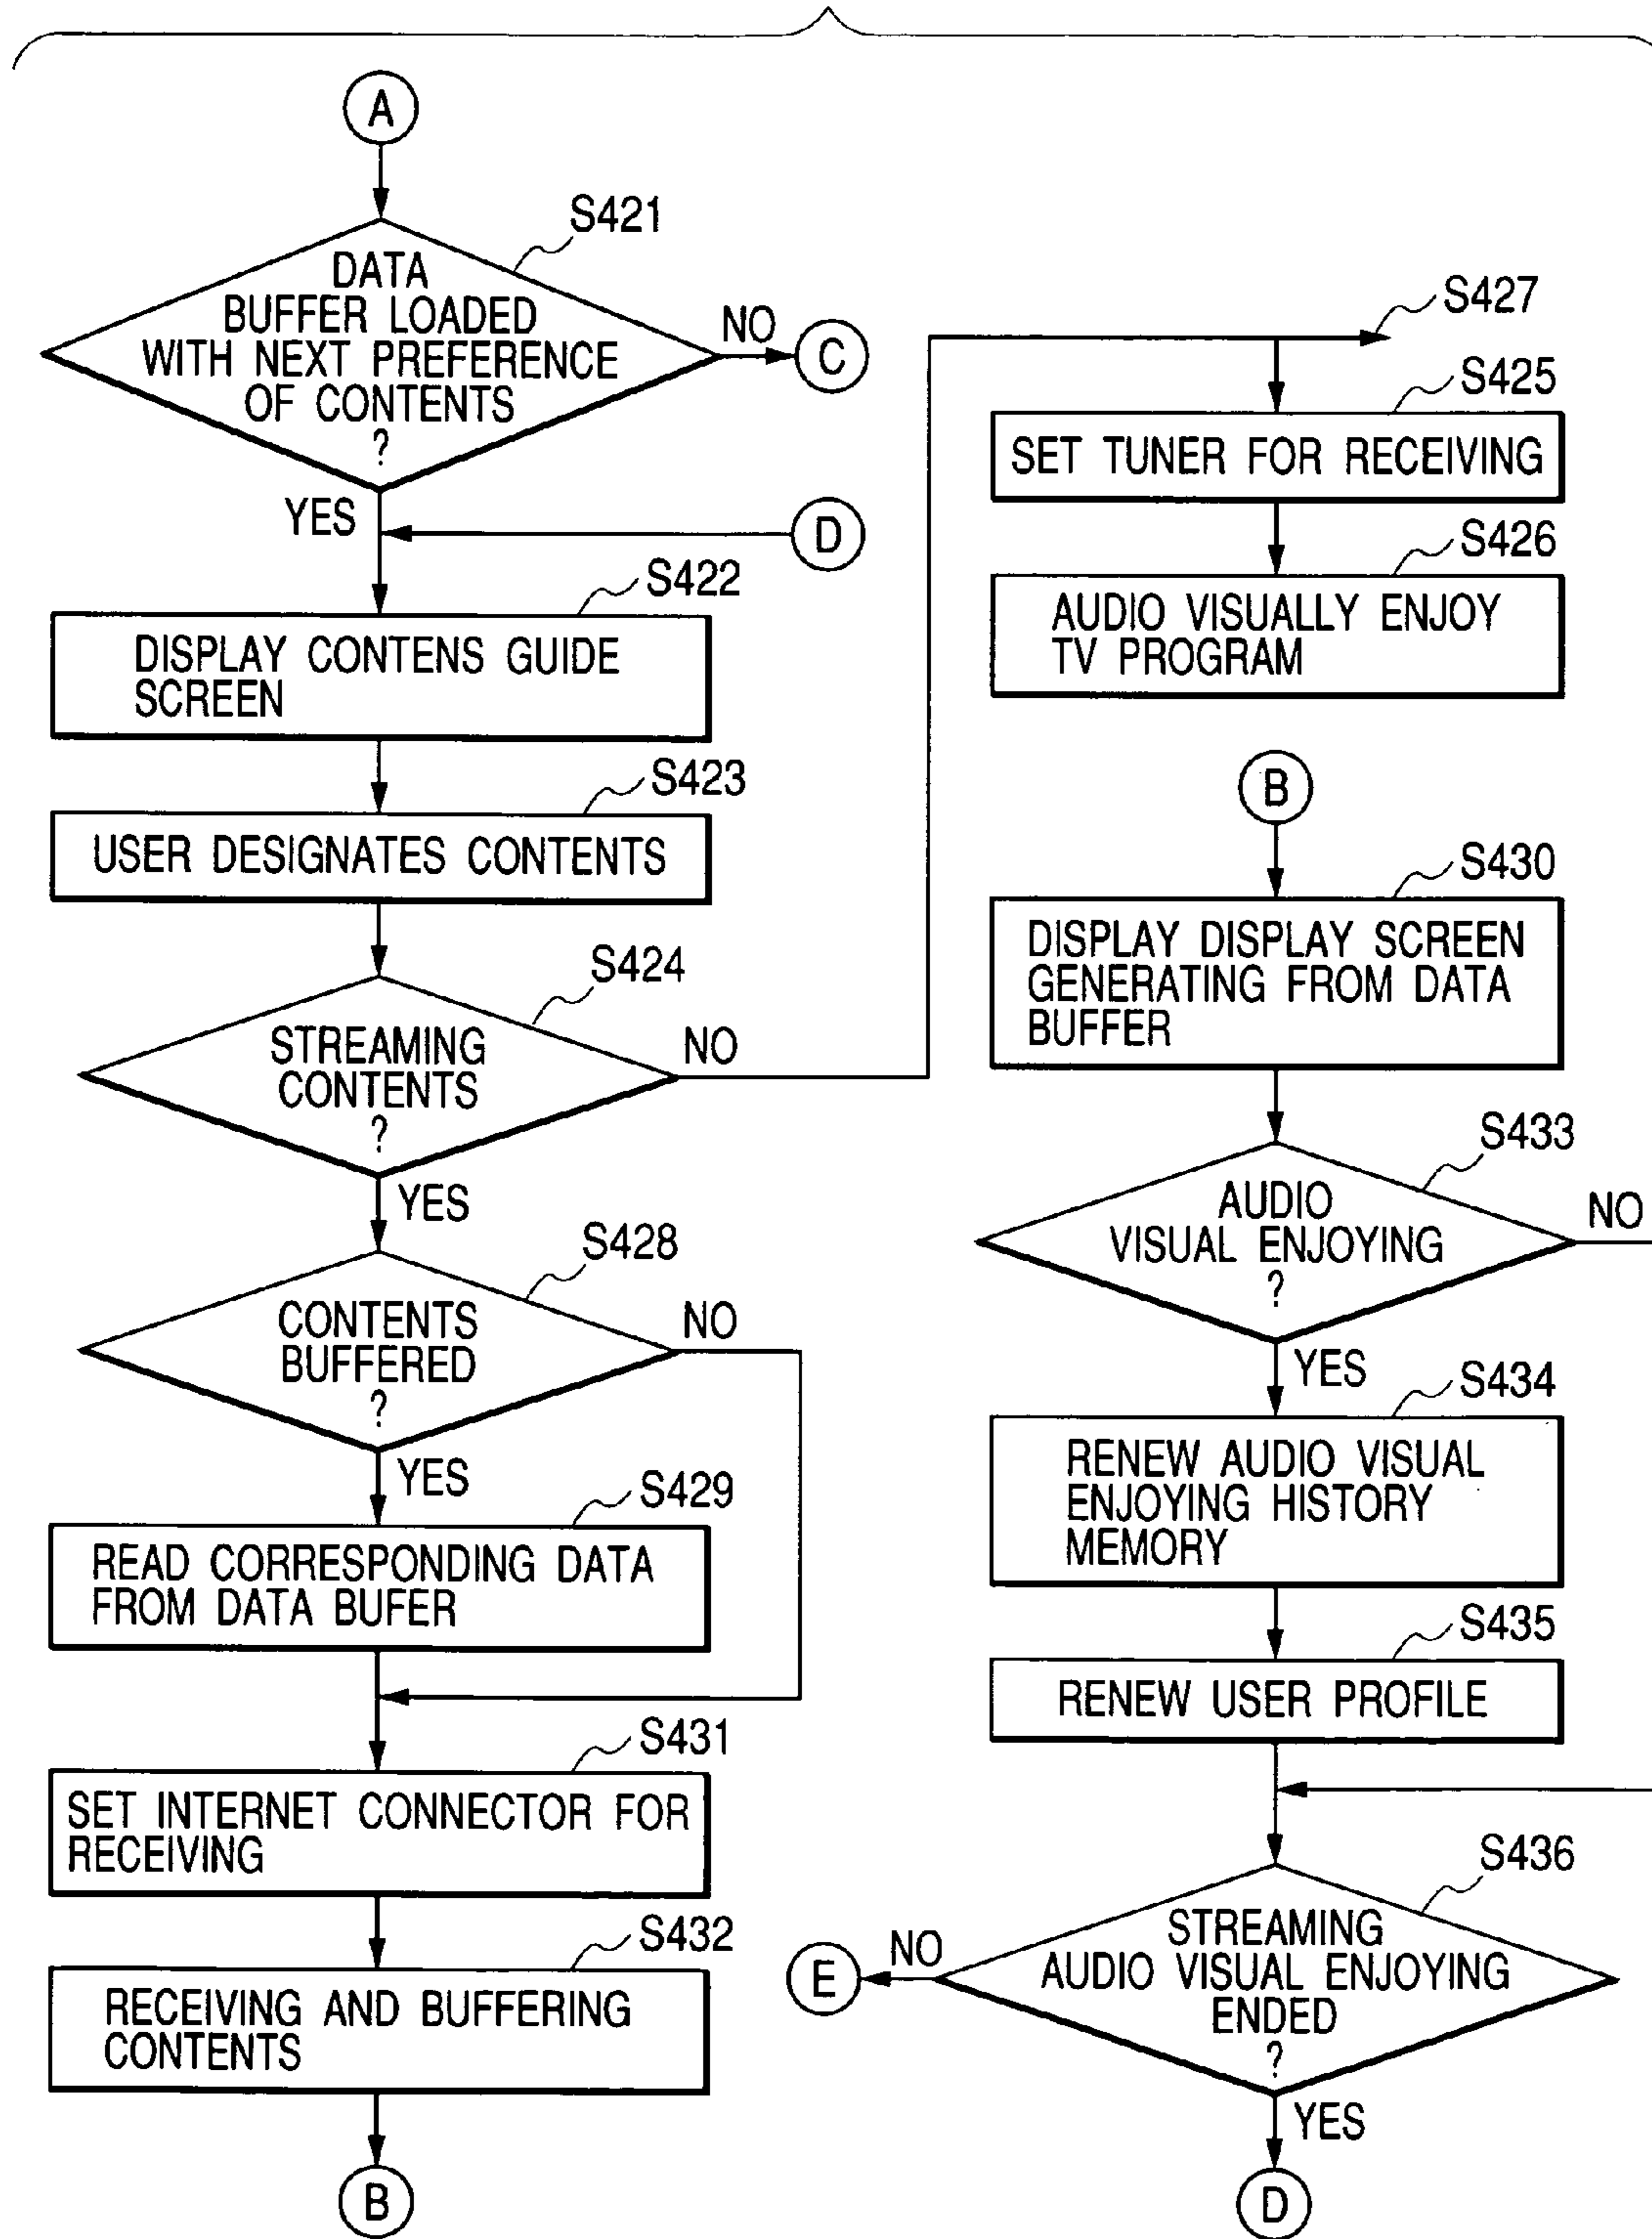 A
S421
DATA
BUFFER LOADED
WITH NEXT PREFERENCE
OF CONTENTS
?
NO
C
YES
D
S422
DISPLAY CONTENS GUIDE
SCREEN
S423
USER DESIGNATES CONTENTS
S424
STREAMING
CONTENTS
?
NO
YES
S428
CONTENTS
BUFFERED
?
NO
YES
S429
READ CORRESPONDING DATA
FROM DATA BUFER
S431
SET INTERNET CONNECTOR FOR
RECEIVING
S432
RECEIVING AND BUFFERING
CONTENTS
B
S427
S425
SET TUNER FOR RECEIVING
S426
AUDIO VISUALLY ENJOY
TV PROGRAM
B
S430
DISPLAY DISPLAY SCREEN
GENERATING FROM DATA
BUFFER
S433
AUDIO
VISUAL ENJOYING
?
NO
YES
S434
RENEW AUDIO VISUAL
ENJOYING HISTORY
MEMORY
S435
RENEW USER PROFILE
S436
STREAMING
AUDIO VISUAL ENJOYING
ENDED
?
NO
E
YES
D